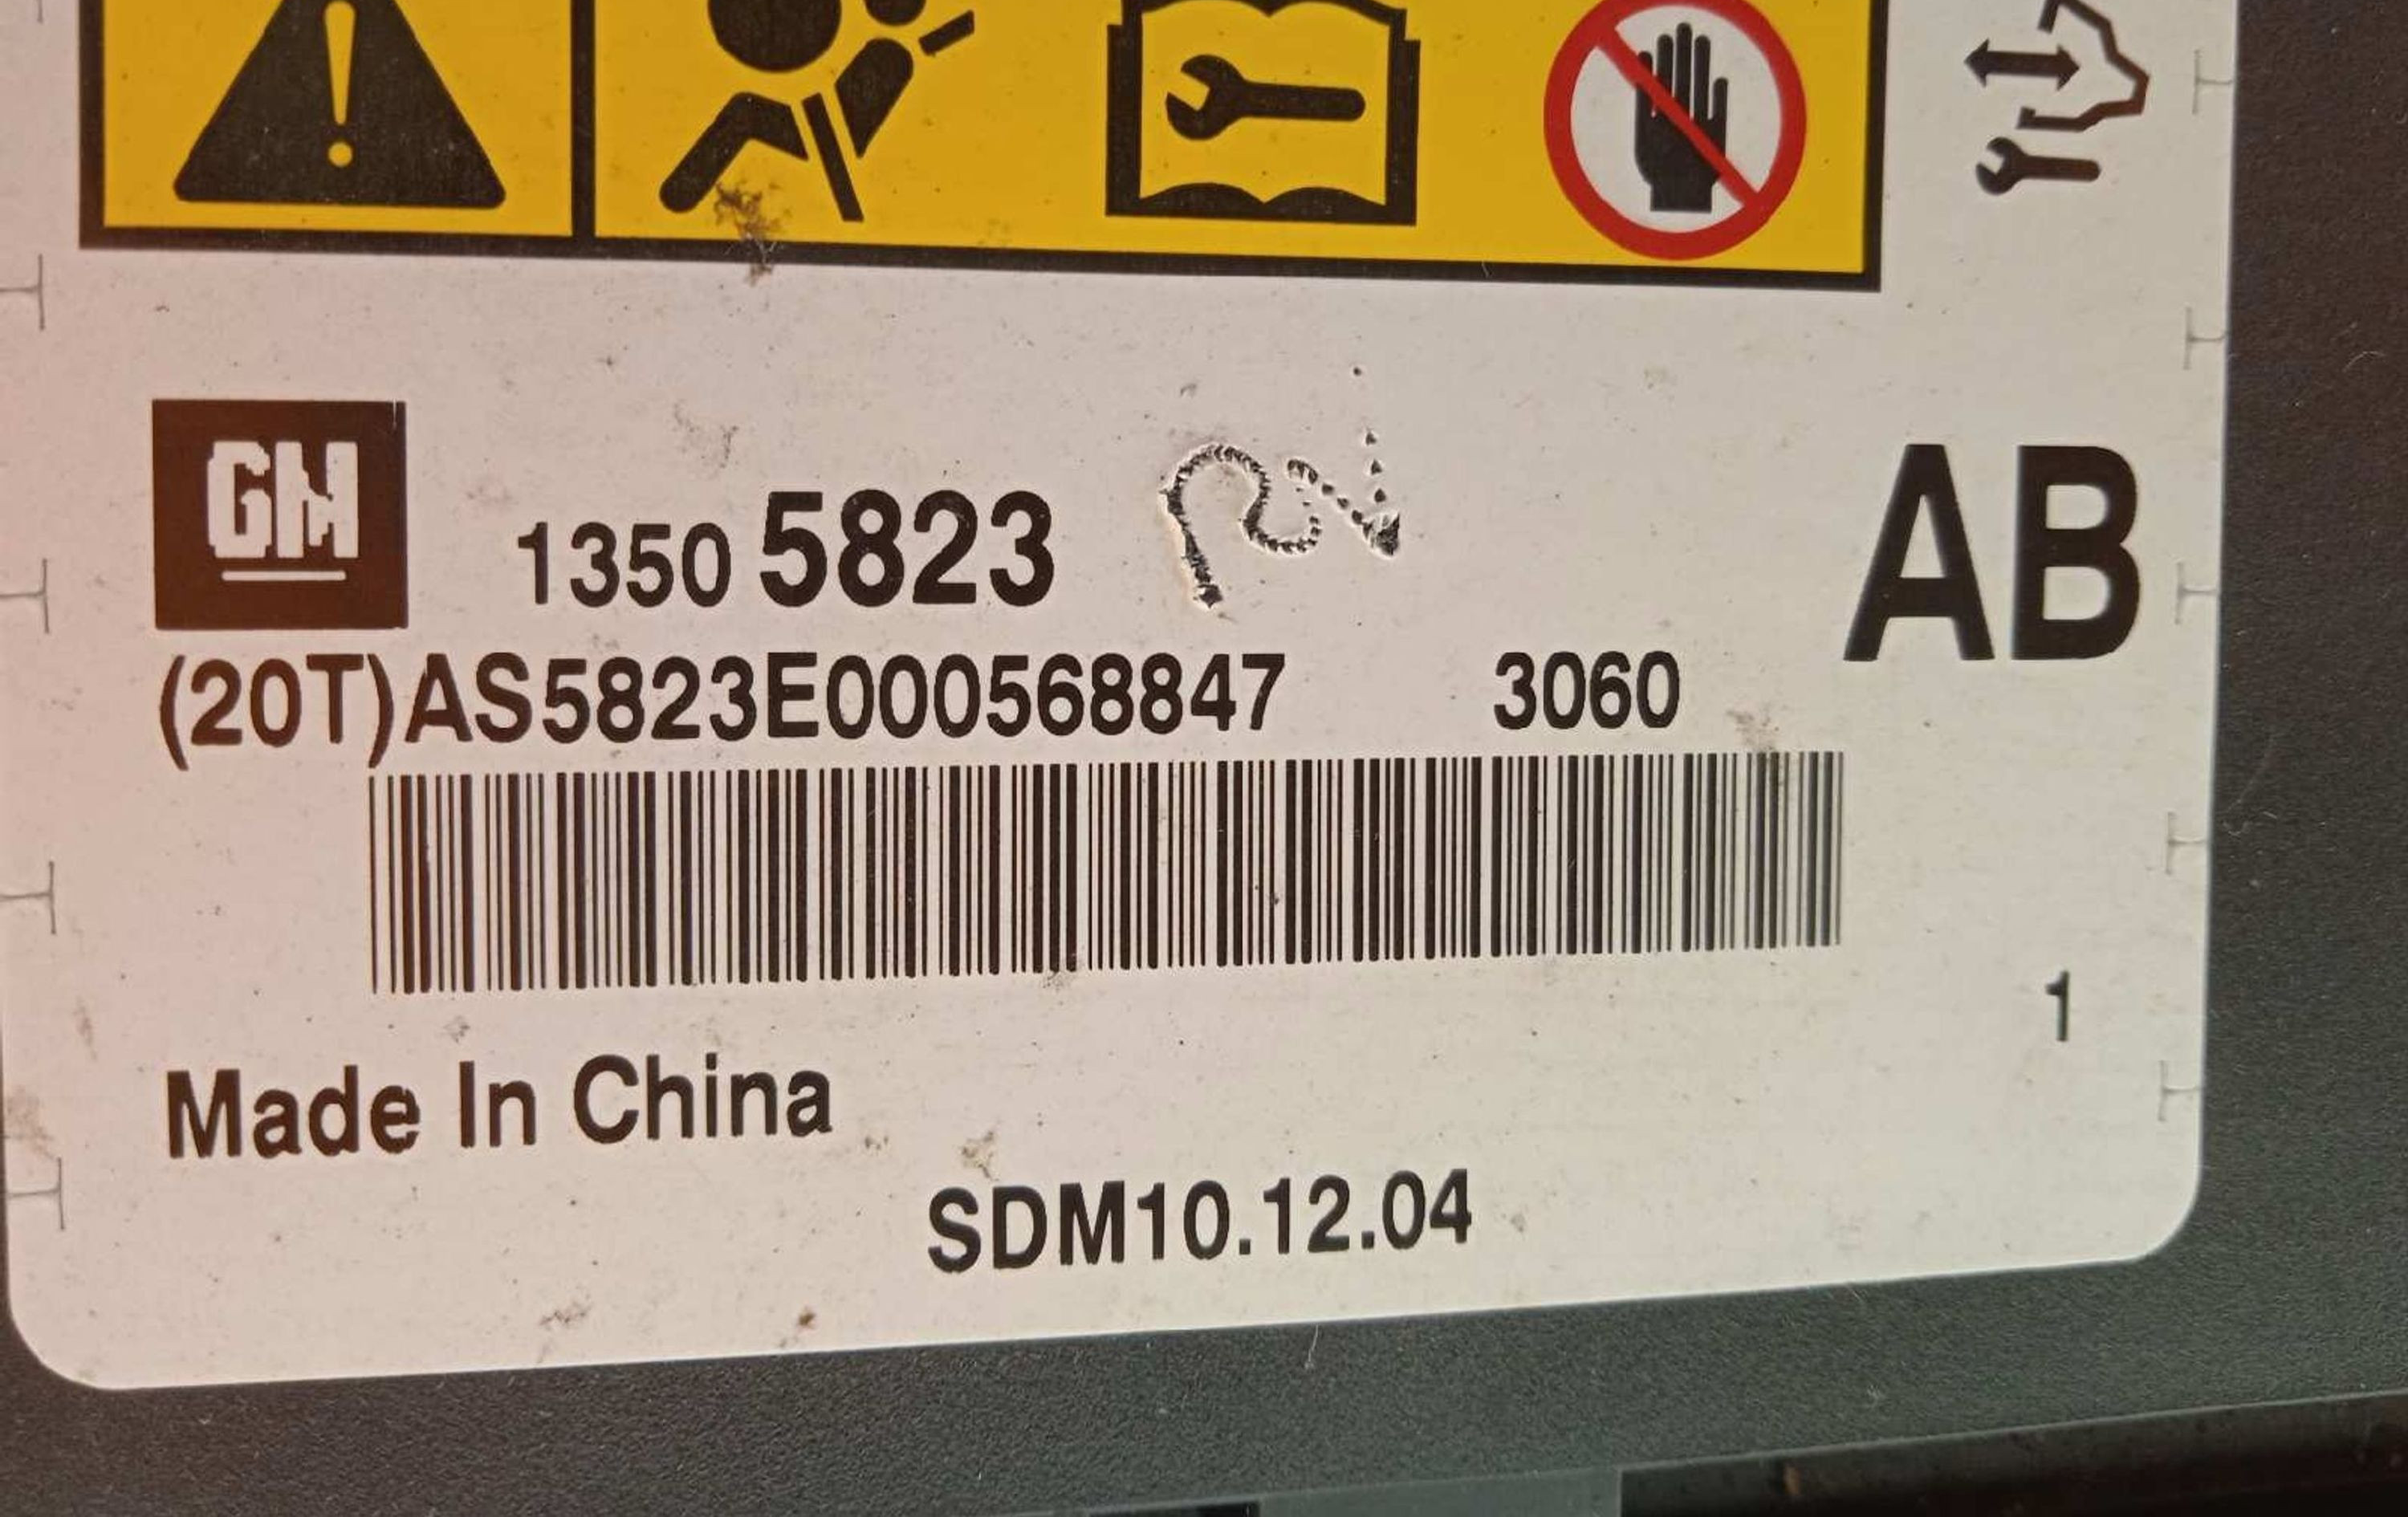 GM 1350 5823 AB
(20T)AS5823E000568847 3060
1
Made In China
SDM10.12.04